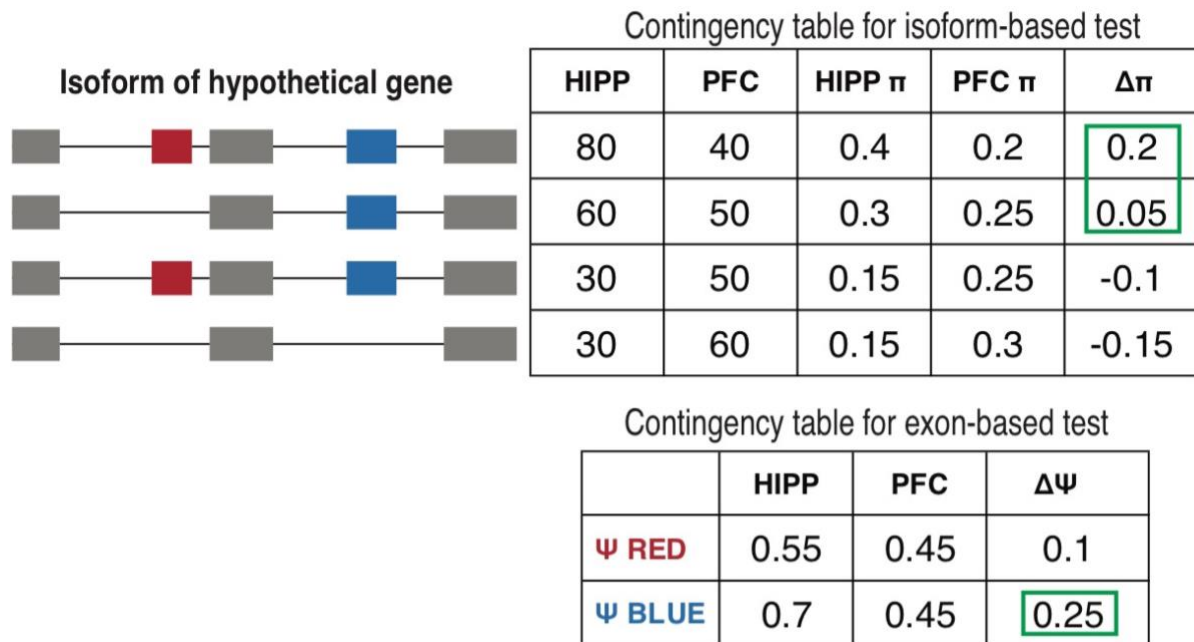 Contingency table for isoform-based test
Isoform of hypothetical gene
HIPP PFC HIPP π PFC π Δπ
80 40 0.4 0.2 0.2
60 50 0.3 0.25 0.05
30 50 0.15 0.25 -0.1
30 60 0.15 0.3 -0.15
Contingency table for exon-based test
HIPP PFC ΔΨ
Ψ RED 0.55 0.45 0.1
Ψ BLUE 0.7 0.45 0.25